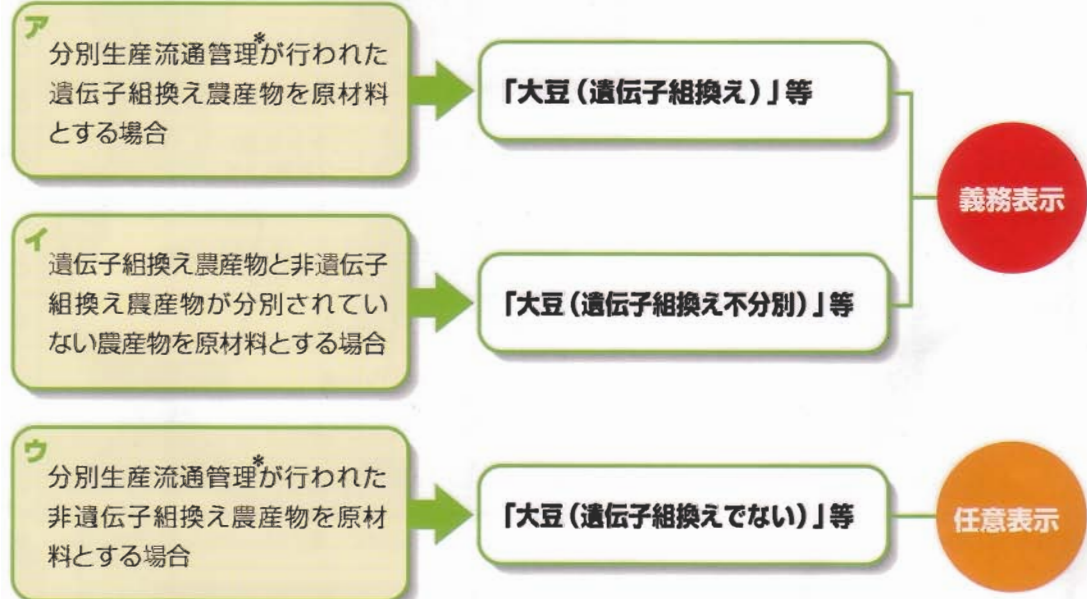 ア
分別生産流通管理*が行われた
遺伝子組換え農産物を原材料
とする場合
「大豆（遺伝子組換え）」等
義務表示
イ
遺伝子組換え農産物と非遺伝子
組換え農産物が分別されてい
ない農産物を原材料とする場合
「大豆（遺伝子組換え不分別）」等
ウ
分別生産流通管理*が行われた
非遺伝子組換え農産物を原材
料とする場合
「大豆（遺伝子組換えでない）」等
任意表示